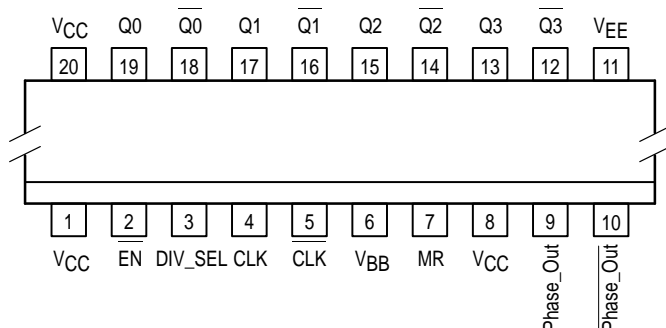 VCC Q0 Q0 Q1 Q1 Q2 Q2 Q3 Q3 VEE
20 19 18 17 16 15 14 13 12 11
1 2 3 4 5 6 7 8 9 10
VCC EN DIV_SEL CLK CLK VBB MR VCC Phase_Out Phase_Out